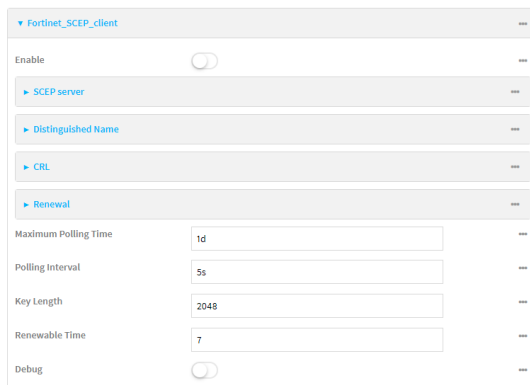 Fortinet_SCEP_client
Enable
SCEP server
Distinguished Name
CRL
Renewal
Maximum Polling Time
1d
Polling Interval
5s
Key Length
2048
Renewable Time
7
Debug